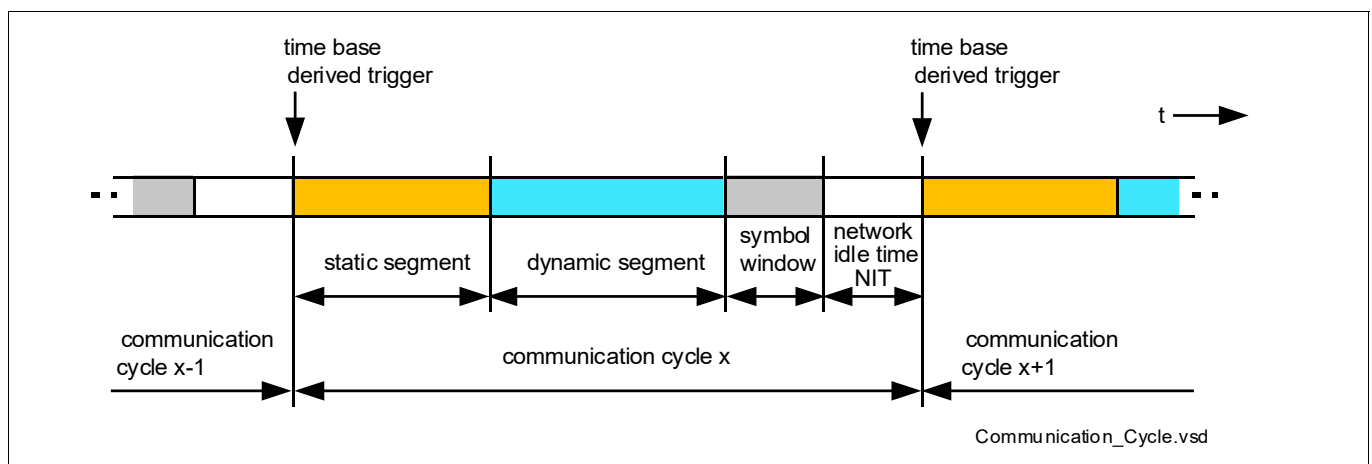 time base
derived trigger
time base
derived trigger
t
static segment
dynamic segment
symbol
window
network
idle time
NIT
communication
cycle x-1
communication cycle x
communication
cycle x+1
Communication_Cycle.vsd